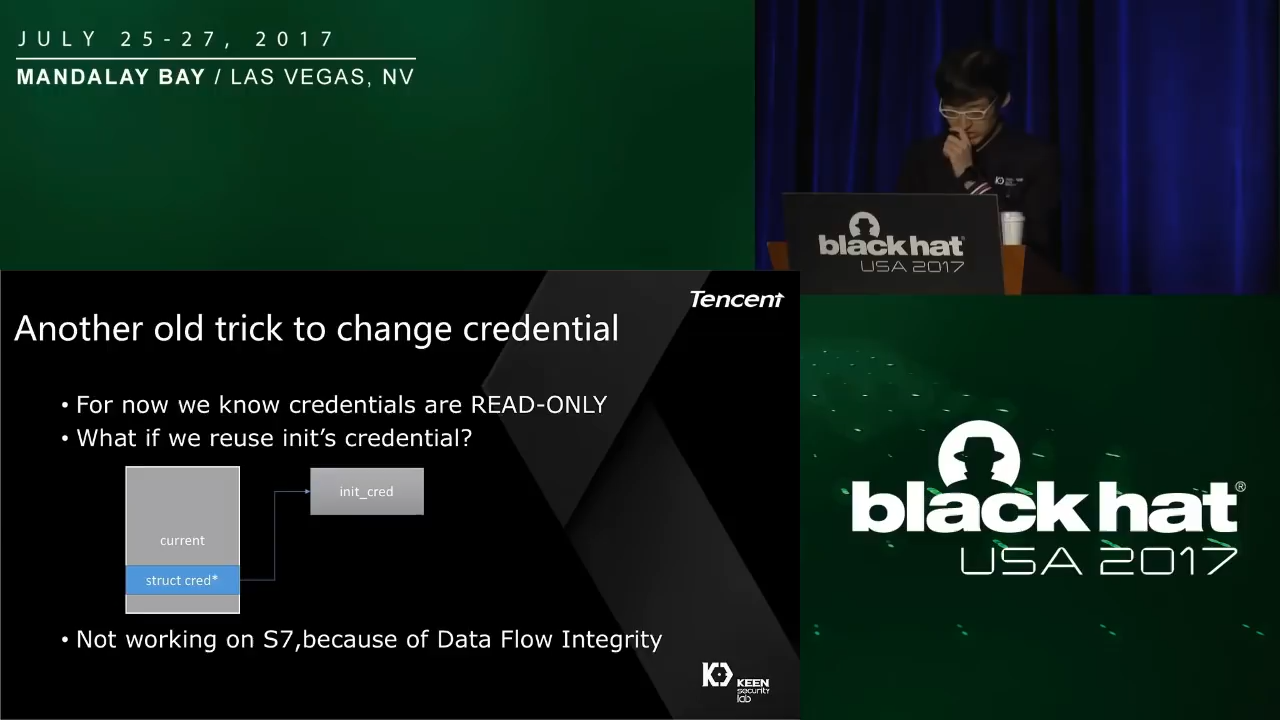 JULY 25-27, 2017
MANDALAY BAY / LAS VEGAS, NV
black hat
USA 2017
Tencent
Another old trick to change credential
• For now we know credentials are READ-ONLY
• What if we reuse init’s credential?
init_cred
current
struct cred*
• Not working on S7,because of Data Flow Integrity
KEEN
security
lab
black hat®
USA 2017